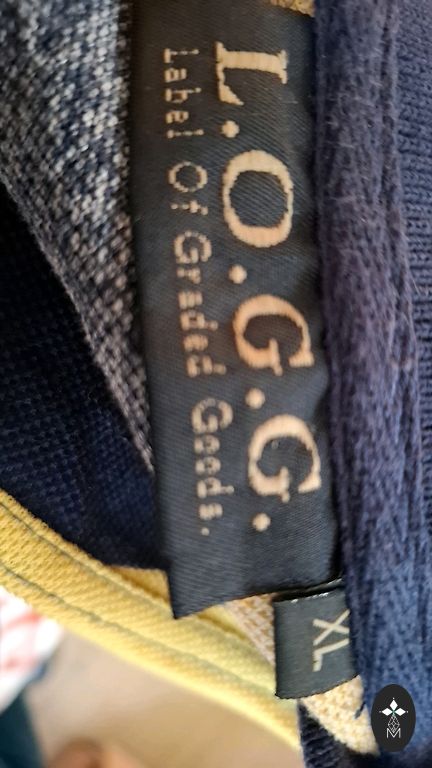 L.O.G.G.
Label Of Graded Goods.
XL
M